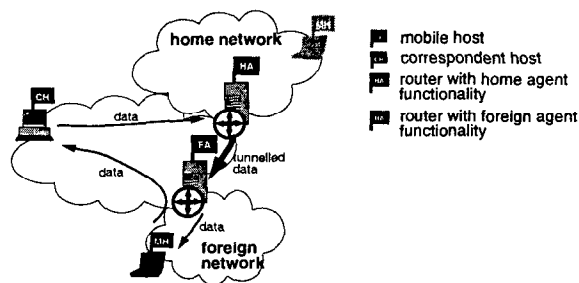 MH
home network
HA
CH
data
FA
tunnelled
data
data
data
MH
foreign
network
mobile host
CH
correspondent host
HA
router with home agent
functionality
router with foreign agent
functionality